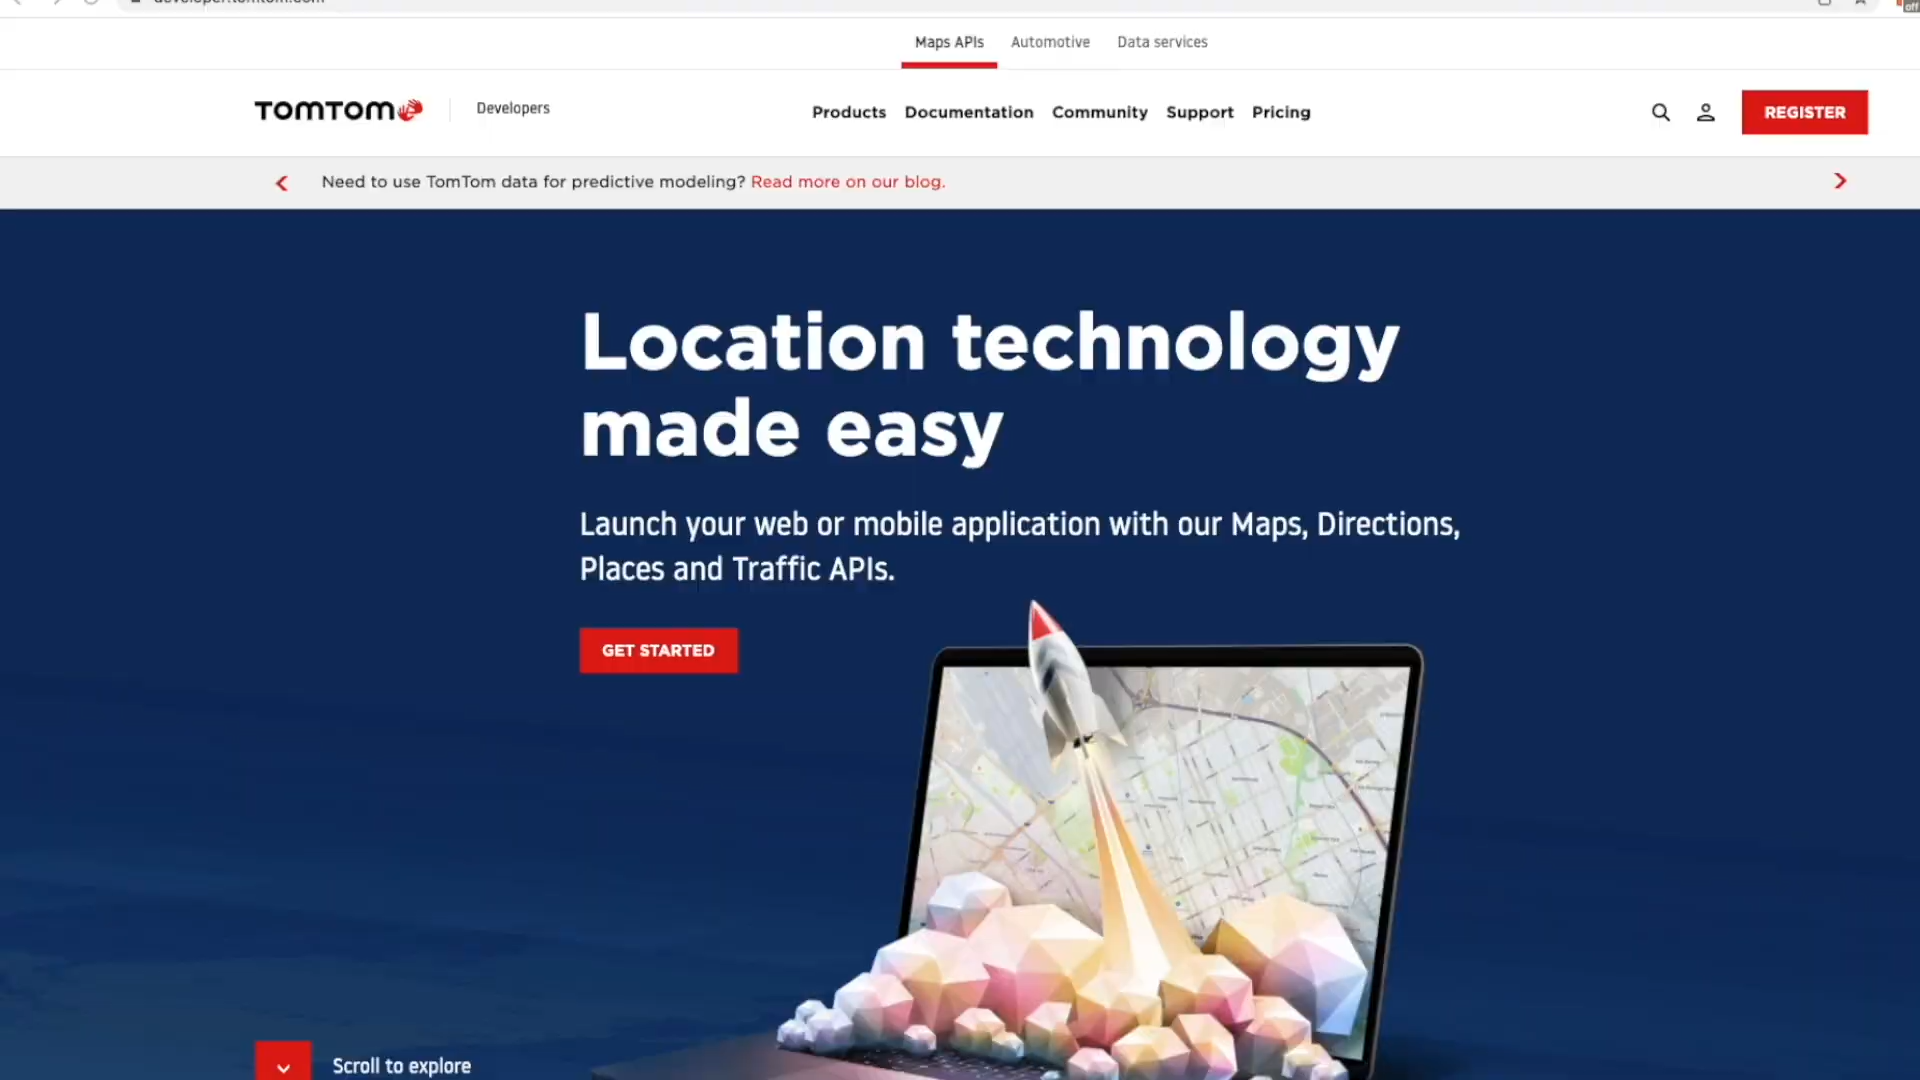 developer.tomtom.com
off
Maps APIs Automotive Data services
TOMTOM Developers Products Documentation Community Support Pricing REGISTER
Need to use TomTom data for predictive modeling? Read more on our blog.
Location technology
made easy
Launch your web or mobile application with our Maps, Directions,
Places and Traffic APIs.
GET STARTED
Scroll to explore